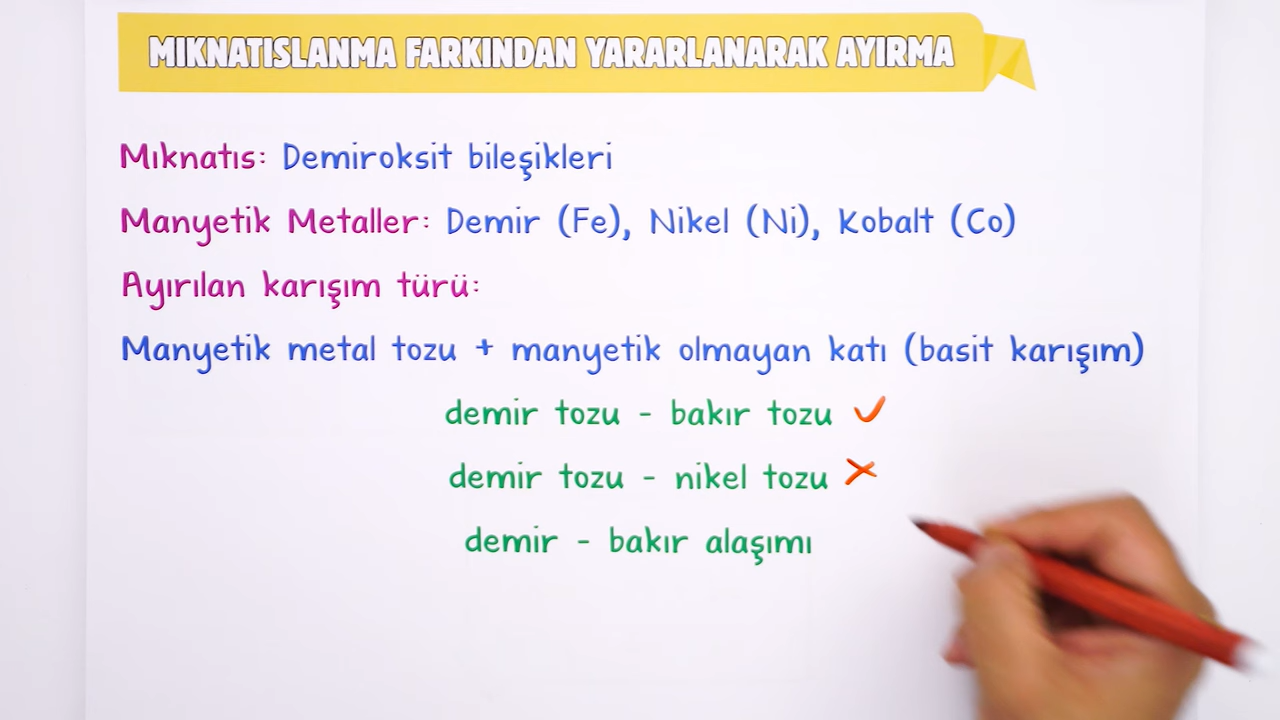 MIKNATISLANMA FARKINDAN YARARLANARAK AYIRMA
Mıknatıs: Demiroksit bileşikleri
Manyetik Metaller: Demir (Fe), Nikel (Ni), Kobalt (Co)
Ayırılan karışım türü:
Manyetik metal tozu + manyetik olmayan katı (basit karışım)
demir tozu - bakır tozu ✓
demir tozu - nikel tozu ✗
demir - bakır alaşımı